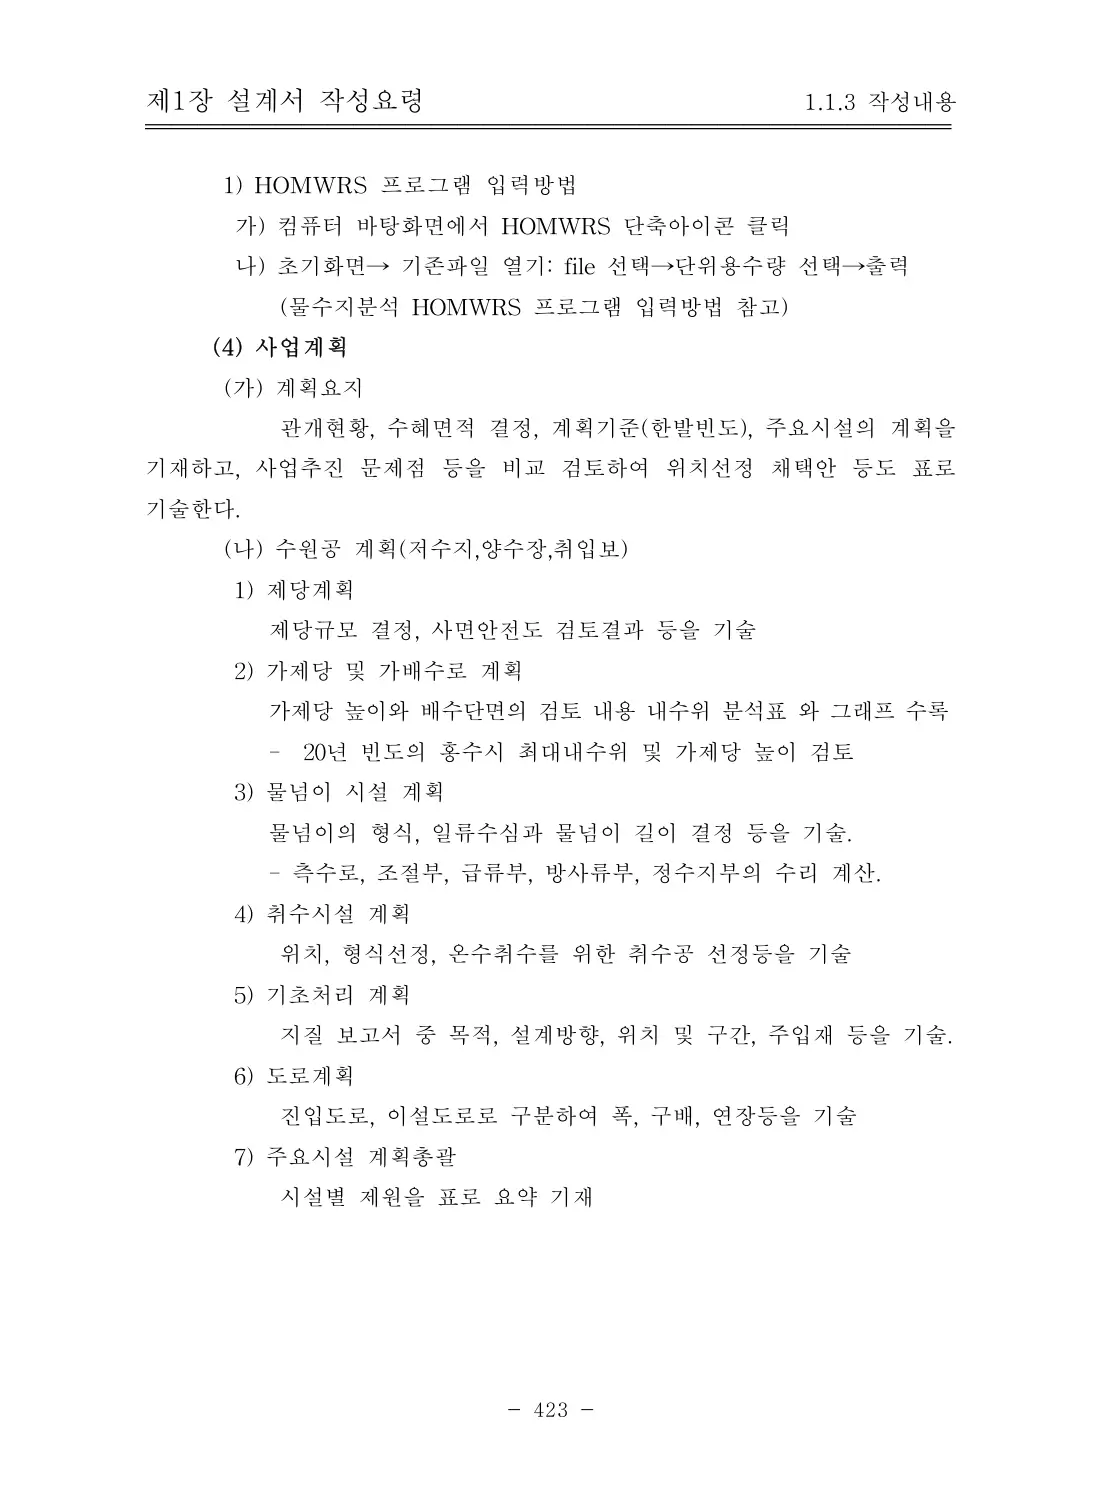 제1장 설계서 작성요령 1.1.3 작성내용
1) HOMWRS 프로그램 입력방법
가) 컴퓨터 바탕화면에서 HOMWRS 단축아이콘 클릭
나) 초기화면→ 기존파일 열기: file 선택→단위용수량 선택→출력
(물수지분석 HOMWRS 프로그램 입력방법 참고)
(4) 사업계획
(가) 계획요지
관개현황, 수혜면적 결정, 계획기준(한발빈도), 주요시설의 계획을
기재하고, 사업추진 문제점 등을 비교 검토하여 위치선정 채택안 등도 표로
기술한다.
(나) 수원공 계획(저수지,양수장,취입보)
1) 제당계획
제당규모 결정, 사면안전도 검토결과 등을 기술
2) 가제당 및 가배수로 계획
가제당 높이와 배수단면의 검토 내용 내수위 분석표 와 그래프 수록
- 20년 빈도의 홍수시 최대내수위 및 가제당 높이 검토
3) 물넘이 시설 계획
물넘이의 형식, 일류수심과 물넘이 길이 결정 등을 기술.
- 측수로, 조절부, 급류부, 방사류부, 정수지부의 수리 계산.
4) 취수시설 계획
위치, 형식선정, 온수취수를 위한 취수공 선정등을 기술
5) 기초처리 계획
지질 보고서 중 목적, 설계방향, 위치 및 구간, 주입재 등을 기술.
6) 도로계획
진입도로, 이설도로로 구분하여 폭, 구배, 연장등을 기술
7) 주요시설 계획총괄
시설별 제원을 표로 요약 기재
- 423 -